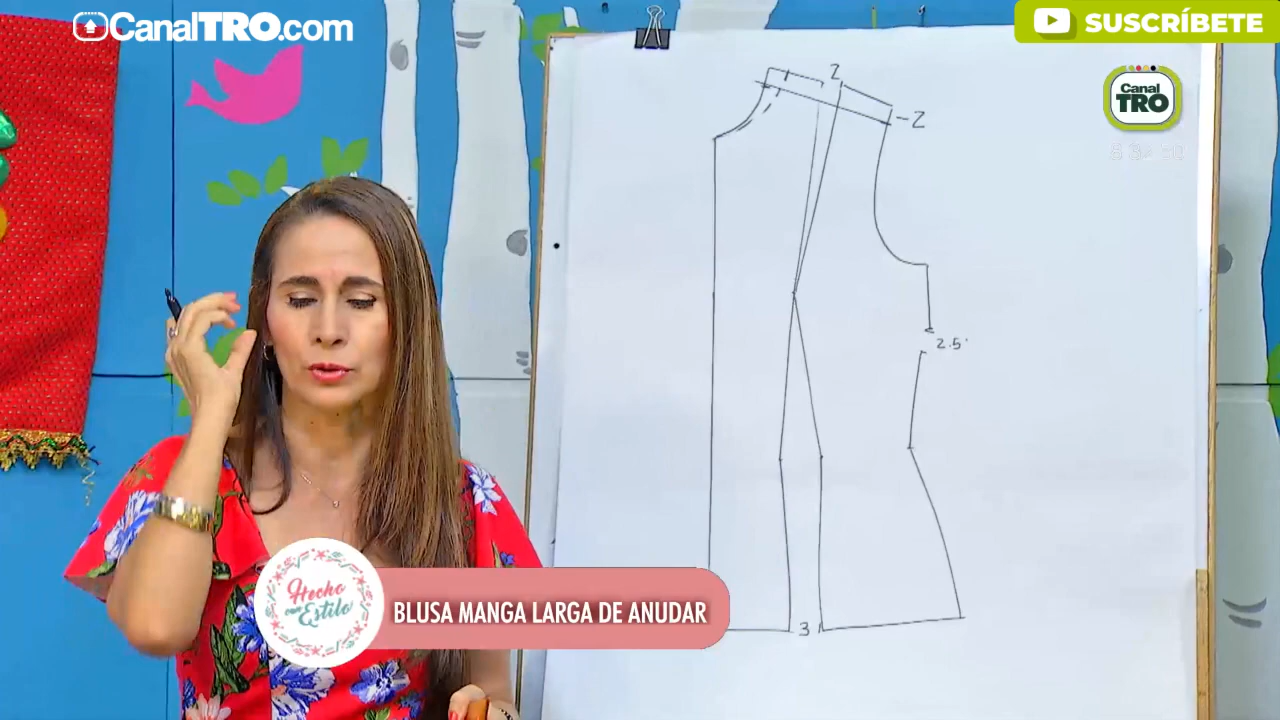 CanalTRO.com
SUSCRÍBETE
Canal
TRO
2
-2
2.5
3
Hecho
con Estilo
BLUSA MANGA LARGA DE ANUDAR